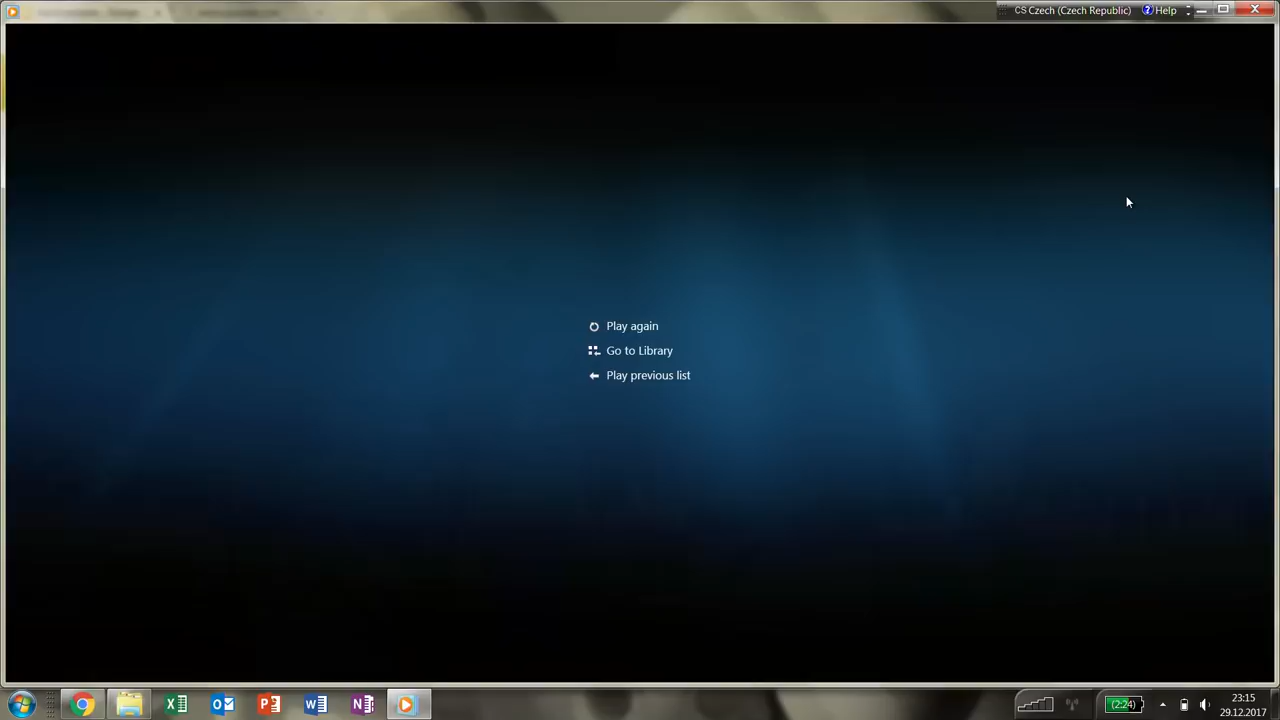 CS Czech (Czech Republic) Help
Play again
Go to Library
Play previous list
(2:24)
23:15
29.12.2017